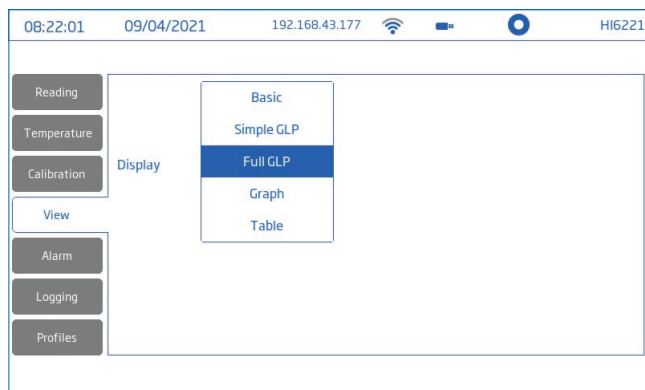 08:22:01 09/04/2021 192.168.43.177 HI6221
Reading
Temperature
Calibration
View
Alarm
Logging
Profiles
Display
Basic
Simple GLP
Full GLP
Graph
Table